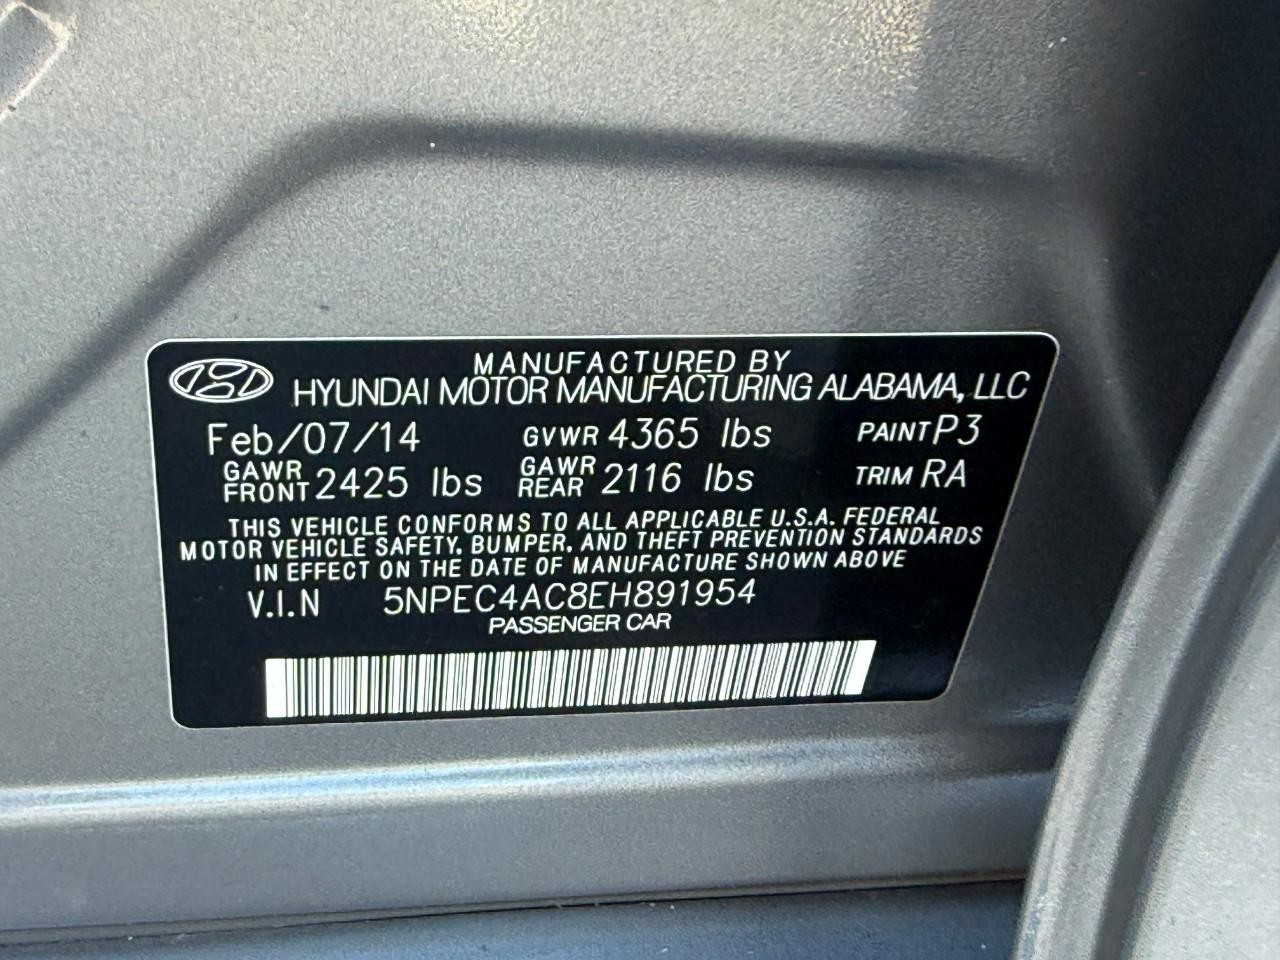 MANUFACTURED BY
HYUNDAI MOTOR MANUFACTURING ALABAMA, LLC
Feb/07/14 GVWR 4365 lbs PAINT P3
GAWR FRONT 2425 lbs GAWR REAR 2116 lbs TRIM RA
THIS VEHICLE CONFORMS TO ALL APPLICABLE U.S.A. FEDERAL
MOTOR VEHICLE SAFETY, BUMPER, AND THEFT PREVENTION STANDARDS
IN EFFECT ON THE DATE OF MANUFACTURE SHOWN ABOVE
V.I.N 5NPEC4AC8EH891954
PASSENGER CAR